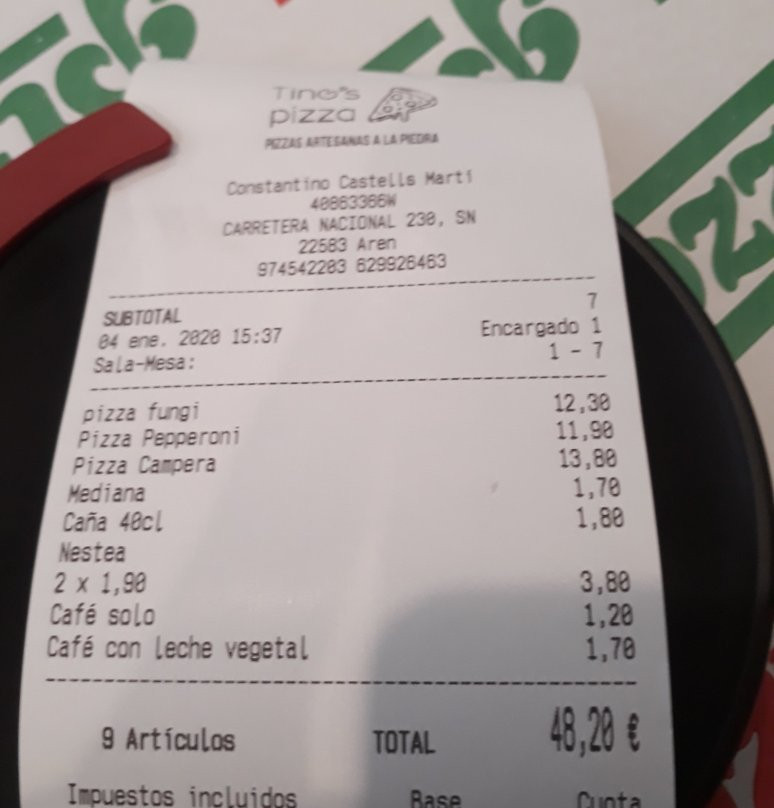 Tino's
pizza
PIZZAS ARTESANAS A LA PIEDRA
Constantino Castells Martí
40863366W
CARRETERA NACIONAL 230, SN
22583 Aren
974542203 629926463
7
SUBTOTAL
04 ene. 2020 15:37 Encargado 1
Sala-Mesa: 1 - 7
pizza fungi 12,30
Pizza Pepperoni 11,90
Pizza Campera 13,80
Mediana 1,70
Caña 40cl 1,80
Nestea
2 x 1,90 3,80
Café solo 1,20
Café con leche vegetal 1,70
9 Artículos TOTAL 48,20 €
Impuestos incluidos Base Cuota